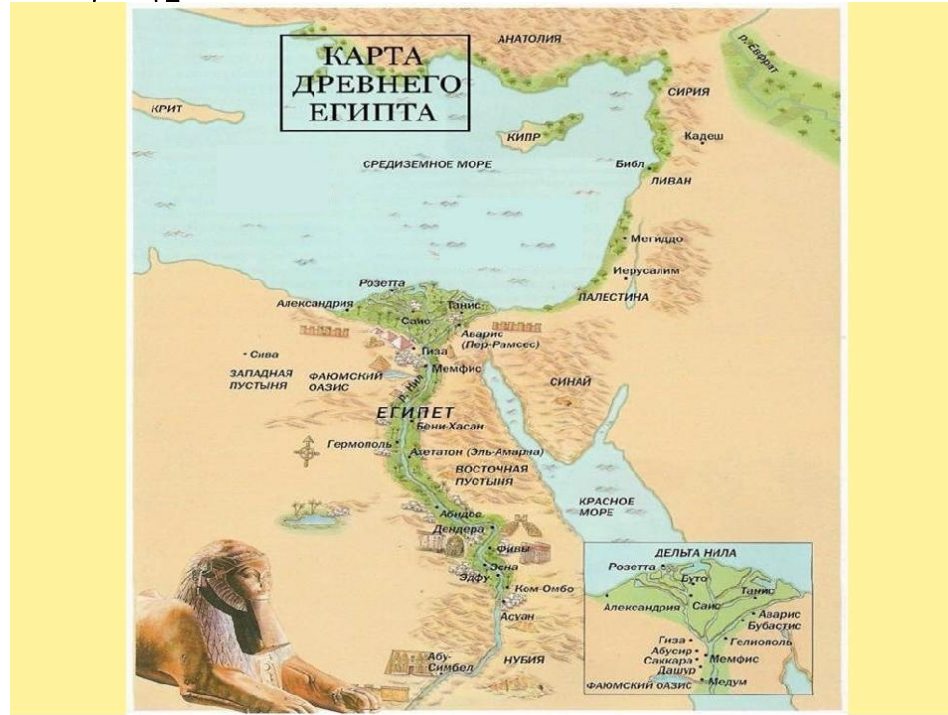 КАРТА
ДРЕВНЕГО
ЕГИПТА
АНАТОЛИЯ
р. Евфрат
КРИТ
СИРИЯ
КИПР
Кадеш
СРЕДИЗЕМНОЕ МОРЕ
Библ
ЛИВАН
Мегиддо
Иерусалим
ПАЛЕСТИНА
Розетта
Александрия
Танис
Саис
Аварис
(Пер-Рамсес)
Гиза
Сива
Мемфис
ЗАПАДНАЯ
ПУСТЫНЯ
ФАЮМСКИЙ
ОАЗИС
СИНАЙ
р. Нил
ЕГИПЕТ
Бени-Хасан
Гермополь
Ахетатон (Эль-Амарна)
ВОСТОЧНАЯ
ПУСТЫНЯ
КРАСНОЕ
МОРЕ
Абидос
Дендера
Фивы
Эсна
Эдфу
Ком-Омбо
Асуан
Абу-
Симбел
НУБИЯ
ДЕЛЬТА НИЛА
Розетта
Буто
Танис
Александрия
Саис
Аварис
Бубастис
Гиза
Гелиополь
Абусир
Саккара
Мемфис
Дашур
ФАЮМСКИЙ ОАЗИС
Медум